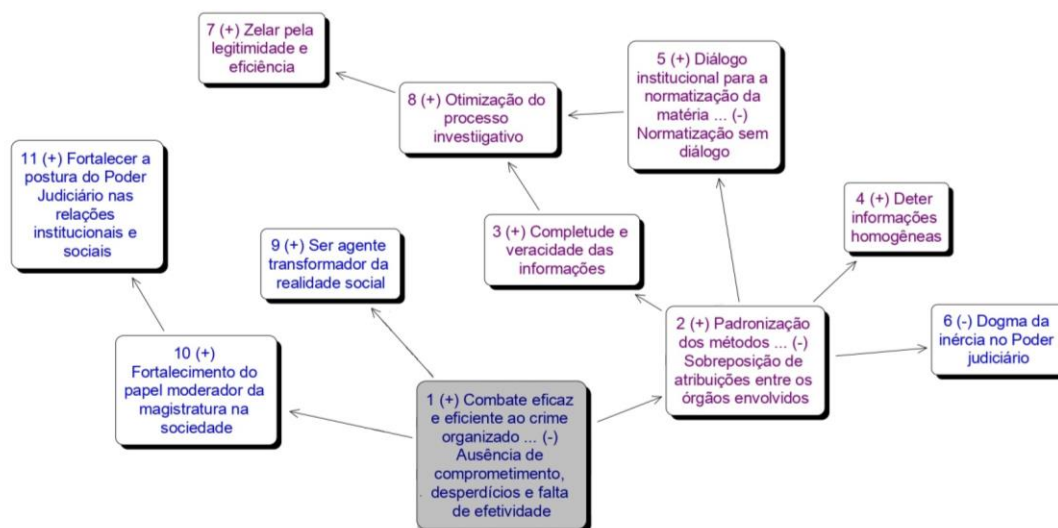 7 (+) Zelar pela
legitimidade e
eficiência
5 (+) Diálogo
institucional para a
normatização da
matéria ... (-)
Normatização sem
diálogo
8 (+) Otimização do
processo
investiigativo
11 (+) Fortalecer a
postura do Poder
Judiciário nas
relações
institucionais e
sociais
4 (+) Deter
informações
homogêneas
3 (+) Completude e
veracidade das
informações
9 (+) Ser agente
transformador da
realidade social
2 (+) Padronização
dos métodos ... (-)
Sobreposição de
atribuições entre os
órgãos envolvidos
6 (-) Dogma da
inércia no Poder
judiciário
10 (+)
Fortalecimento do
papel moderador da
magistratura na
sociedade
1 (+) Combate eficaz
e eficiente ao crime
organizado ... (-)
Ausência de
comprometimento,
desperdícios e falta
de efetividade